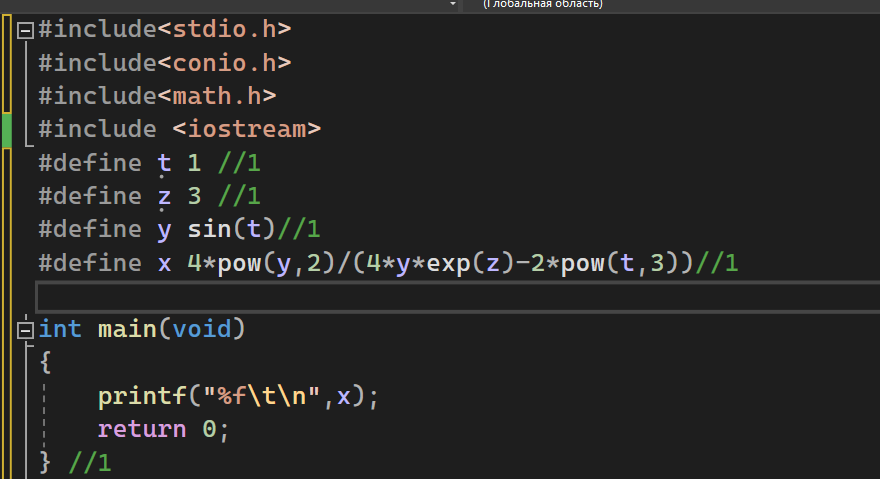 (Глобальная область)
#include<stdio.h>
#include<conio.h>
#include<math.h>
#include <iostream>
#define t 1 //1
#define z 3 //1
#define y sin(t)//1
#define x 4*pow(y,2)/(4*y*exp(z)-2*pow(t,3))//1
int main(void)
{
    printf("%f\t\n",x);
    return 0;
} //1